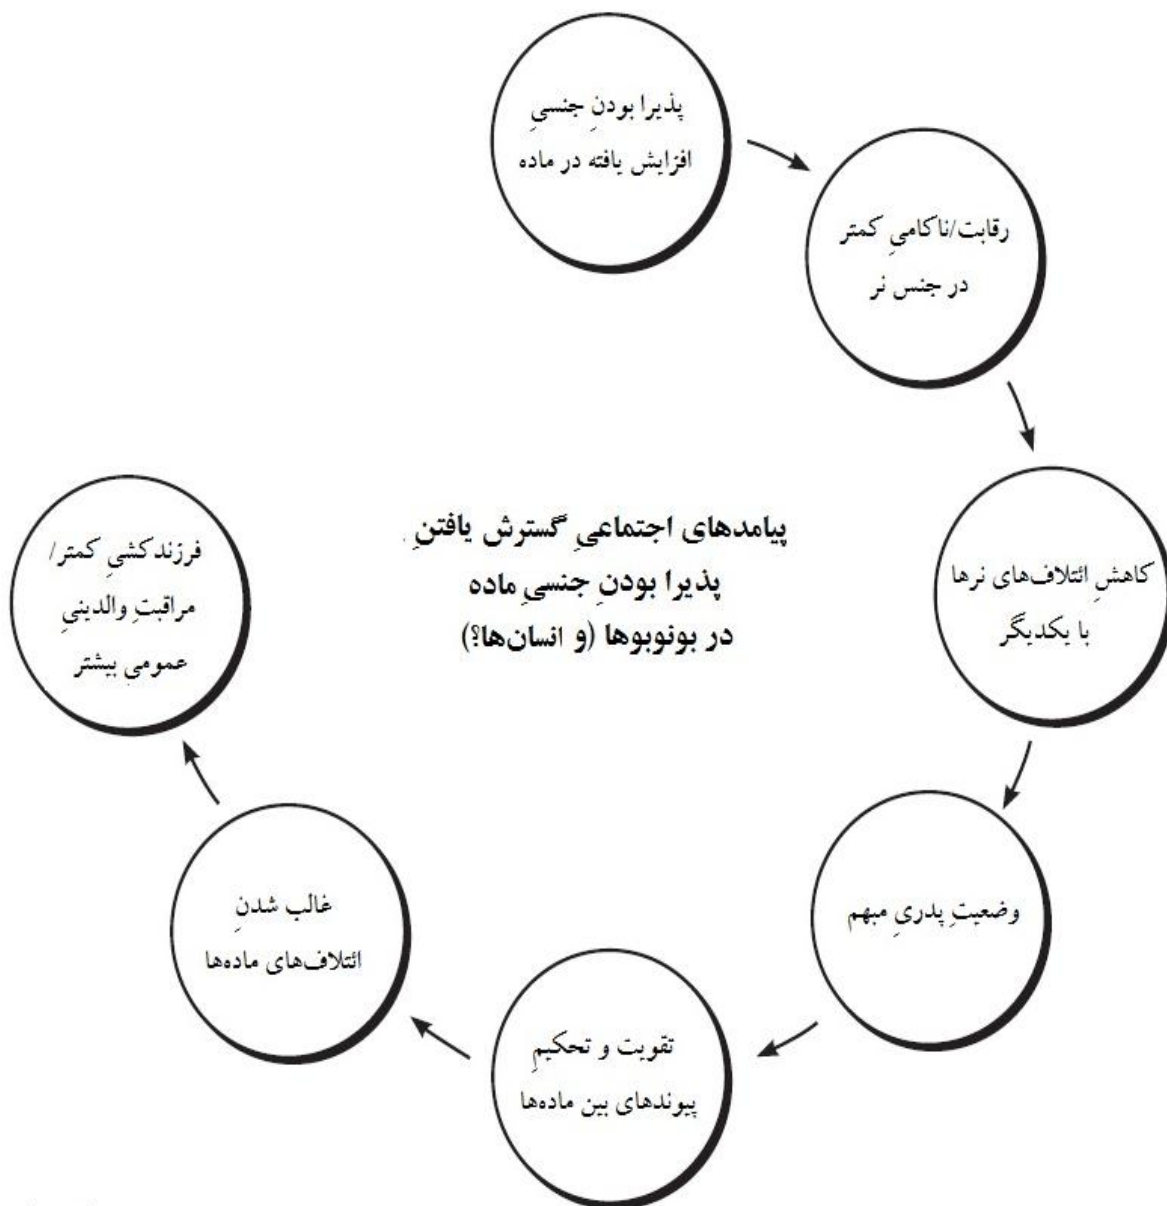 پذیرا بودنِ جنسیِ
افزایش یافته در ماده
رقابت/ناکامیِ کمتر
در جنس نر
کاهشِ ائتلاف‌های نرها
با یکدیگر
وضعیتِ پدریِ مبهم
تقویت و تحکیمِ
پیوندهای بین ماده‌ها
غالب شدنِ
ائتلاف‌های ماده‌ها
فرزندکشیِ کمتر/
مراقبتِ والدینیِ
عمومیِ بیشتر
پیامدهای اجتماعیِ گسترش یافتنِ
پذیرا بودنِ جنسیِ ماده
در بونوبوها (و انسان‌ها؟)